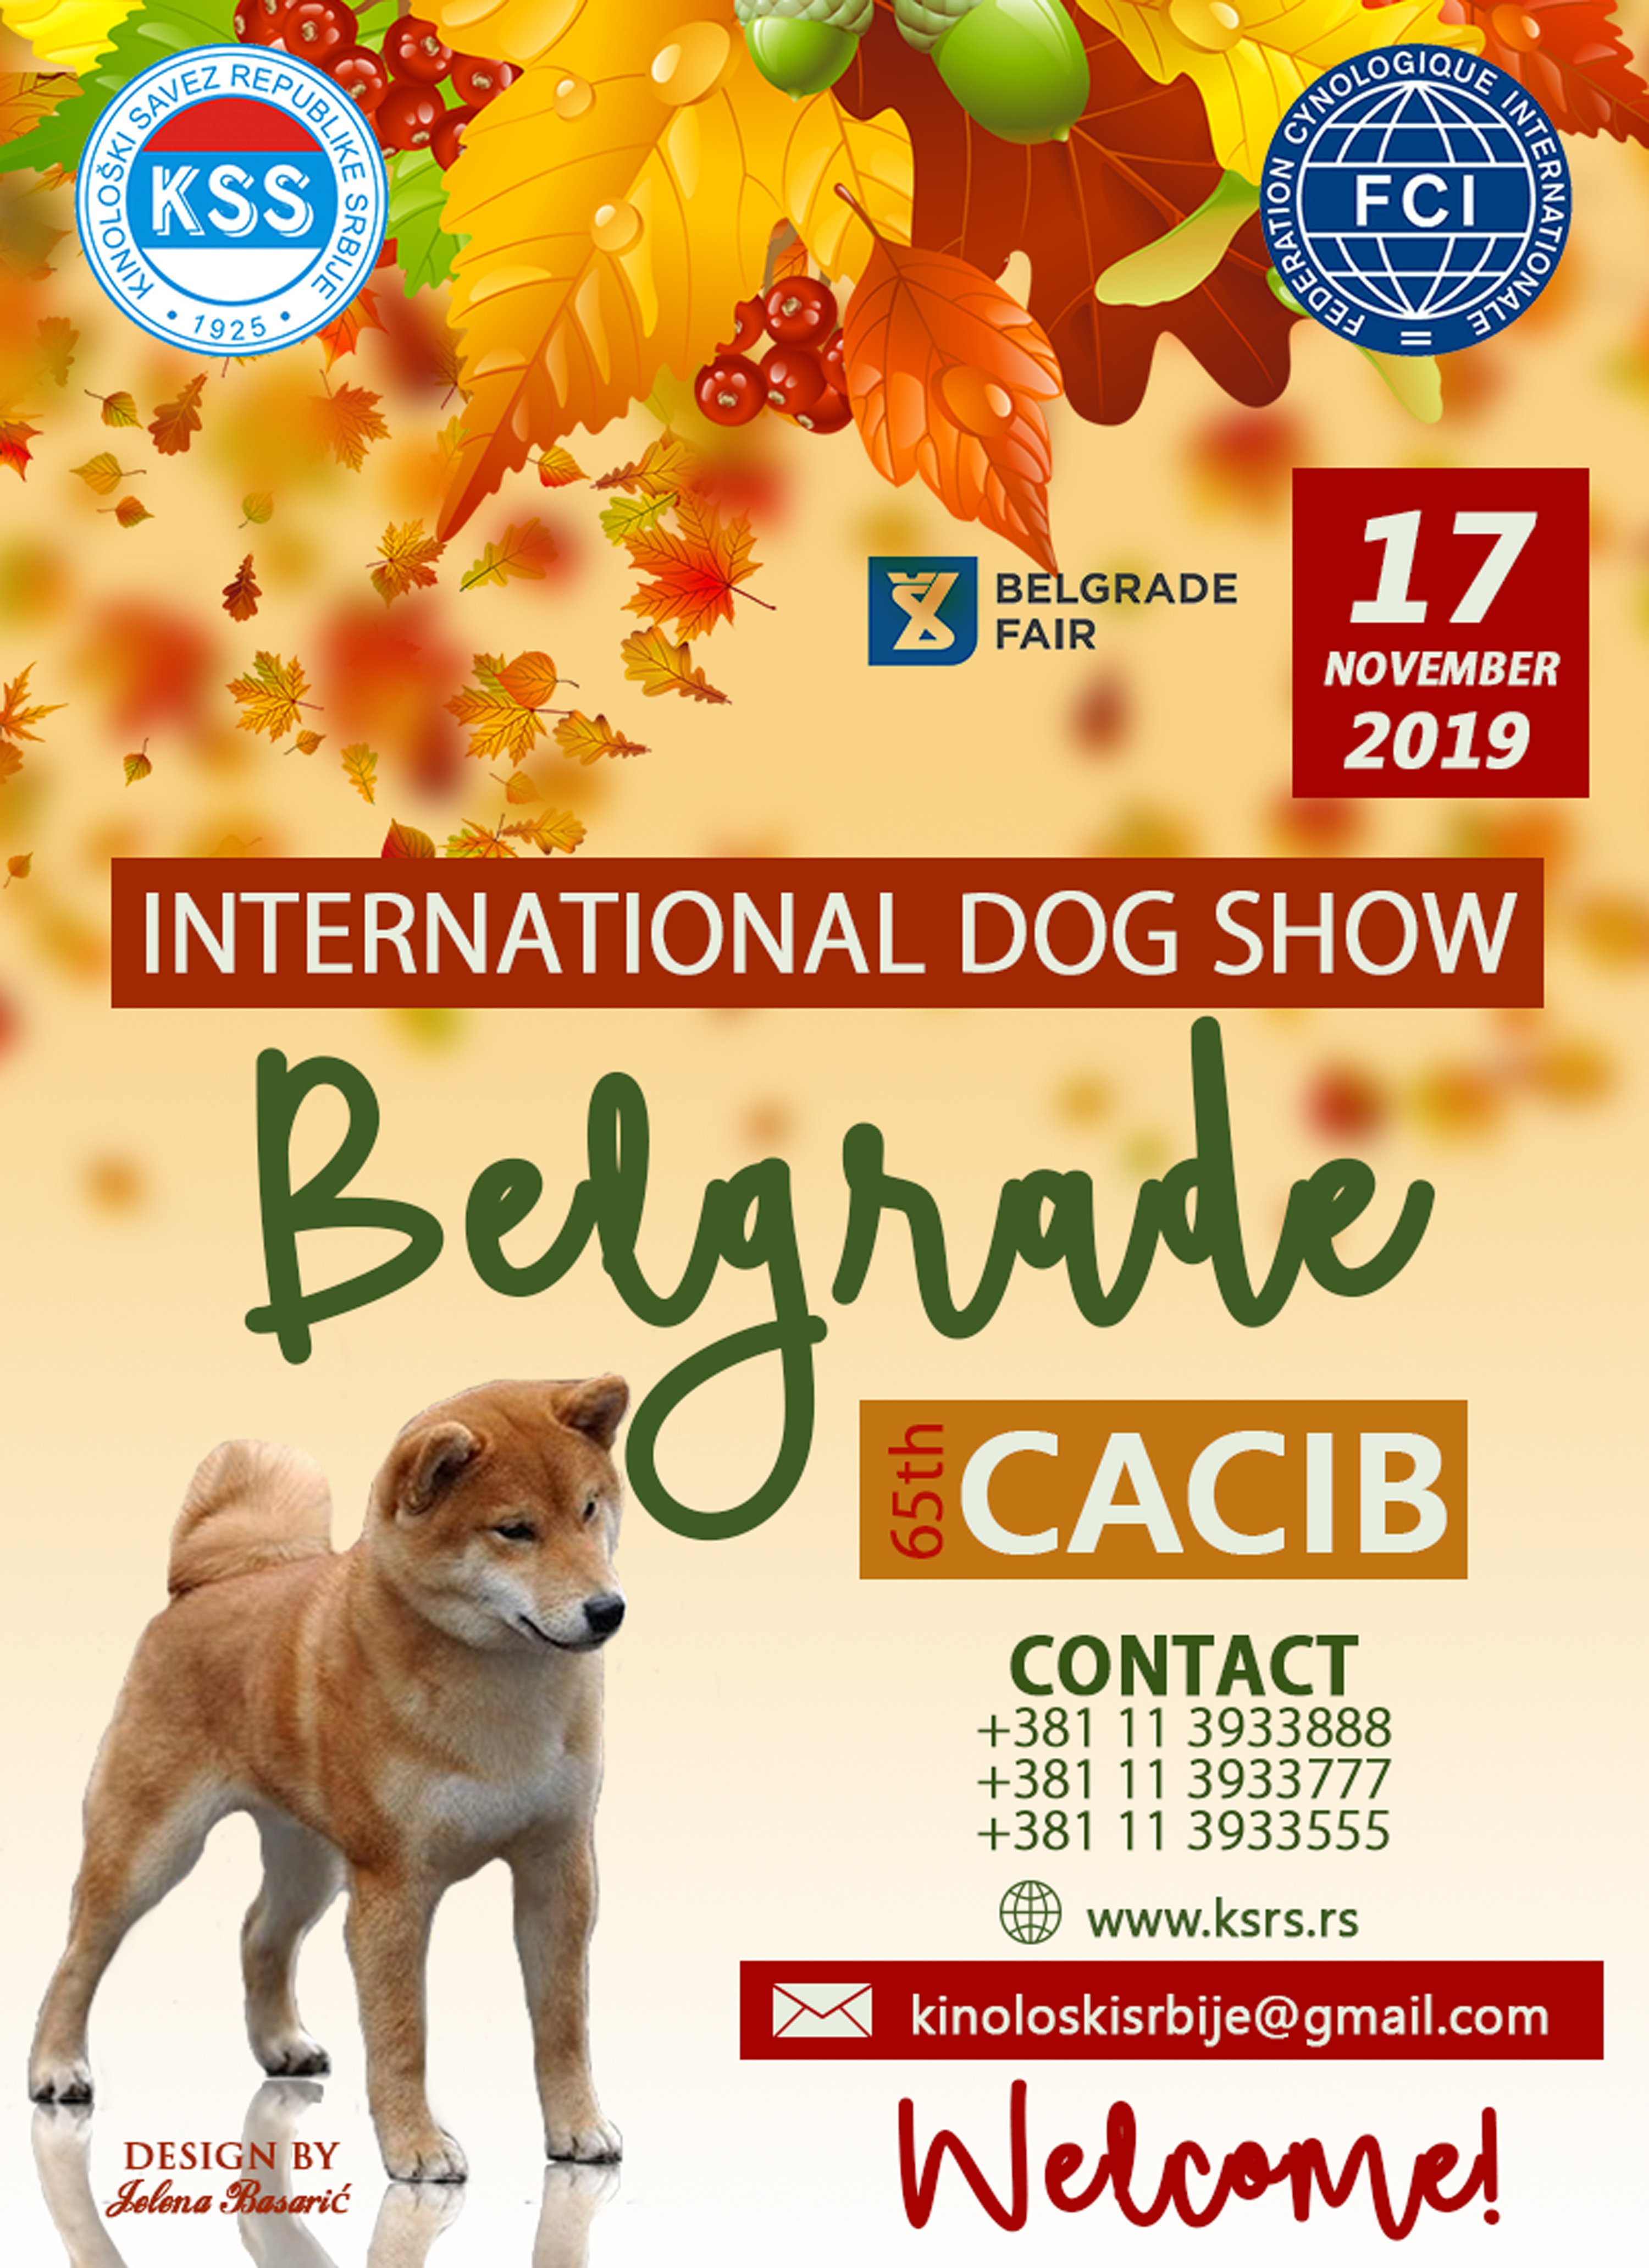 KINOLOŠKI SAVEZ REPUBLIKE SRBIJE
KSS
• 1925 •
FEDERATION CYNOLOGIQUE INTERNATIONALE
FCI
BELGRADE
FAIR
17
NOVEMBER
2019
INTERNATIONAL DOG SHOW
Belgrade
65th CACIB
CONTACT
+381 11 3933888
+381 11 3933777
+381 11 3933555
www.ksrs.rs
kinoloskisrbije@gmail.com
Welcome!
DESIGN BY
Jelena Basarić